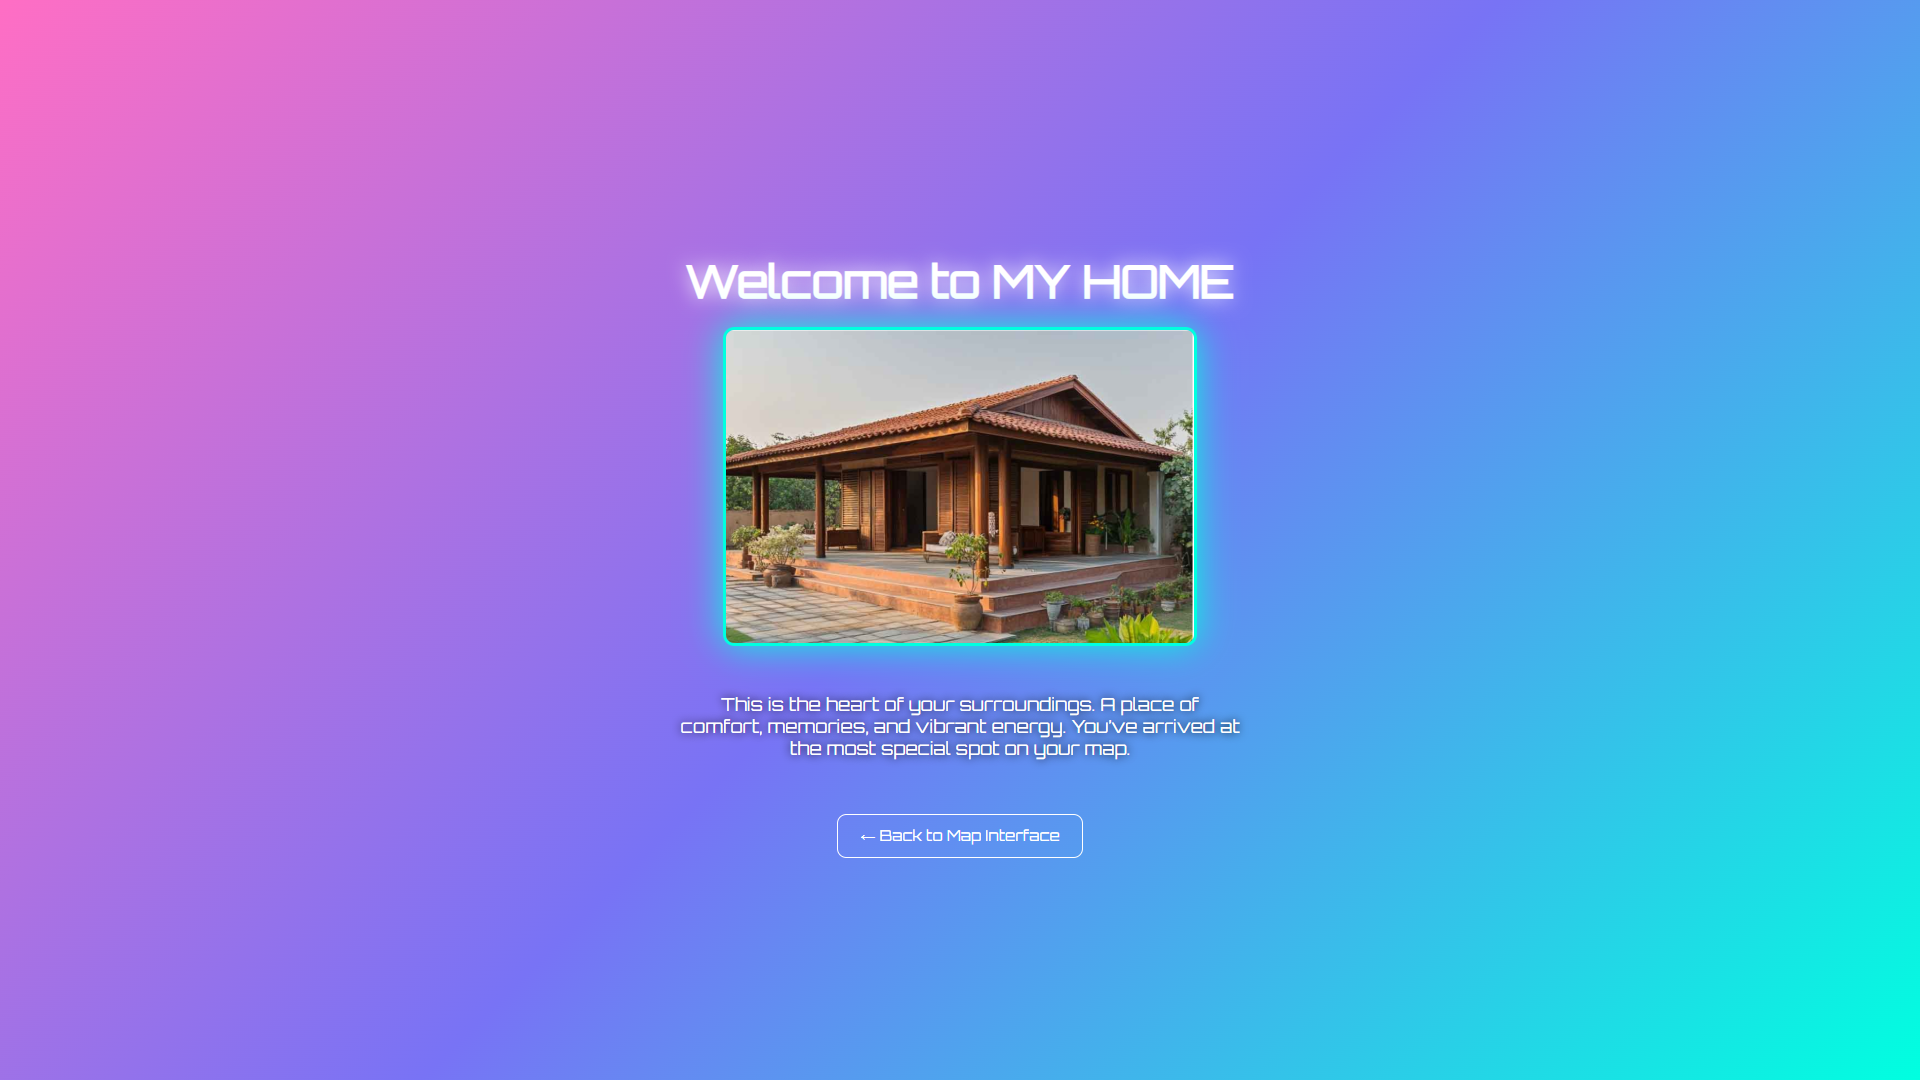 Welcome to MY HOME
This is the heart of your surroundings. A place of
comfort, memories, and vibrant energy. You've arrived at
the most special spot on your map.
← Back to Map Interface